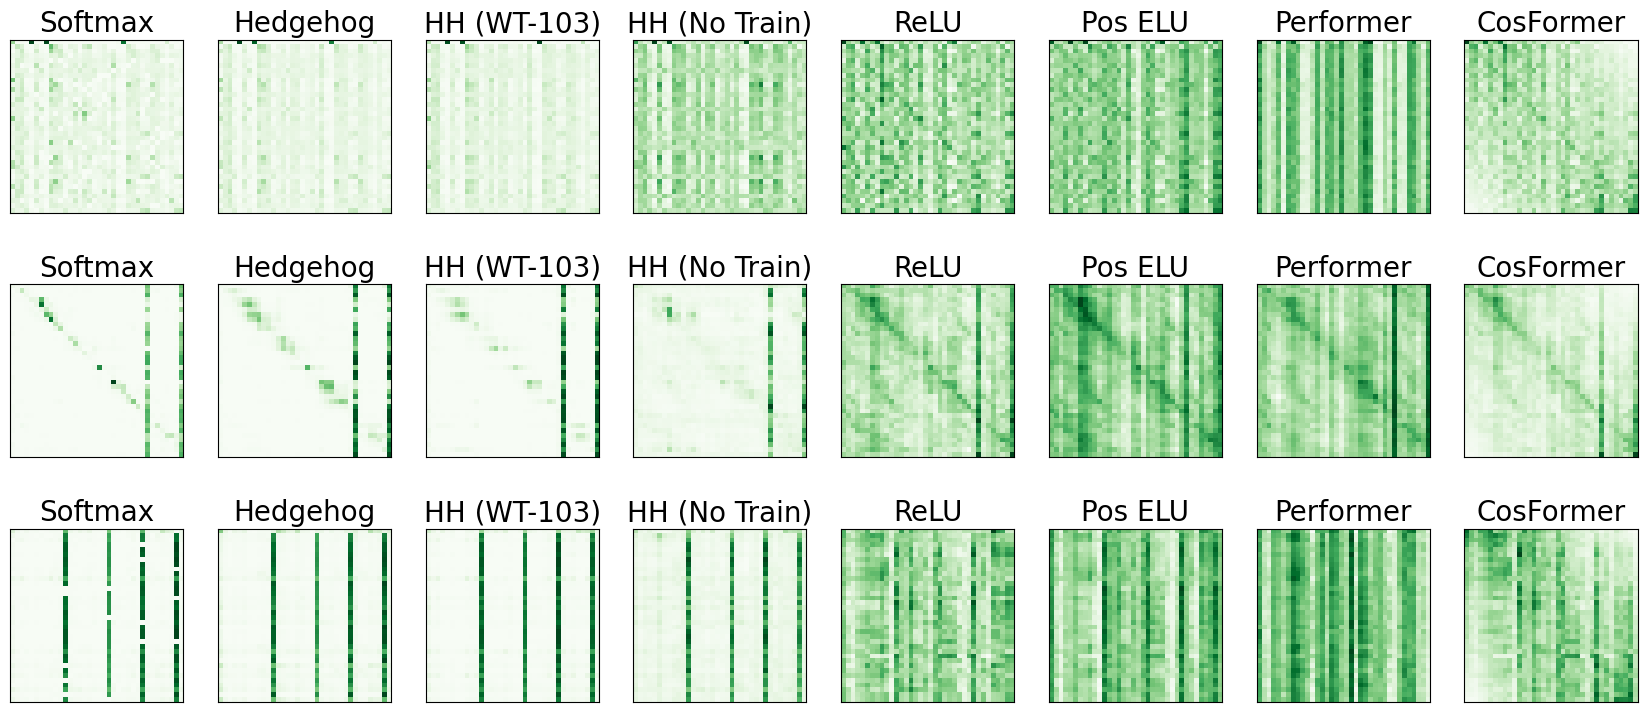 Softmax Hedgehog HH (WT-103) HH (No Train) ReLU Pos ELU Performer CosFormer
Softmax Hedgehog HH (WT-103) HH (No Train) ReLU Pos ELU Performer CosFormer
Softmax Hedgehog HH (WT-103) HH (No Train) ReLU Pos ELU Performer CosFormer